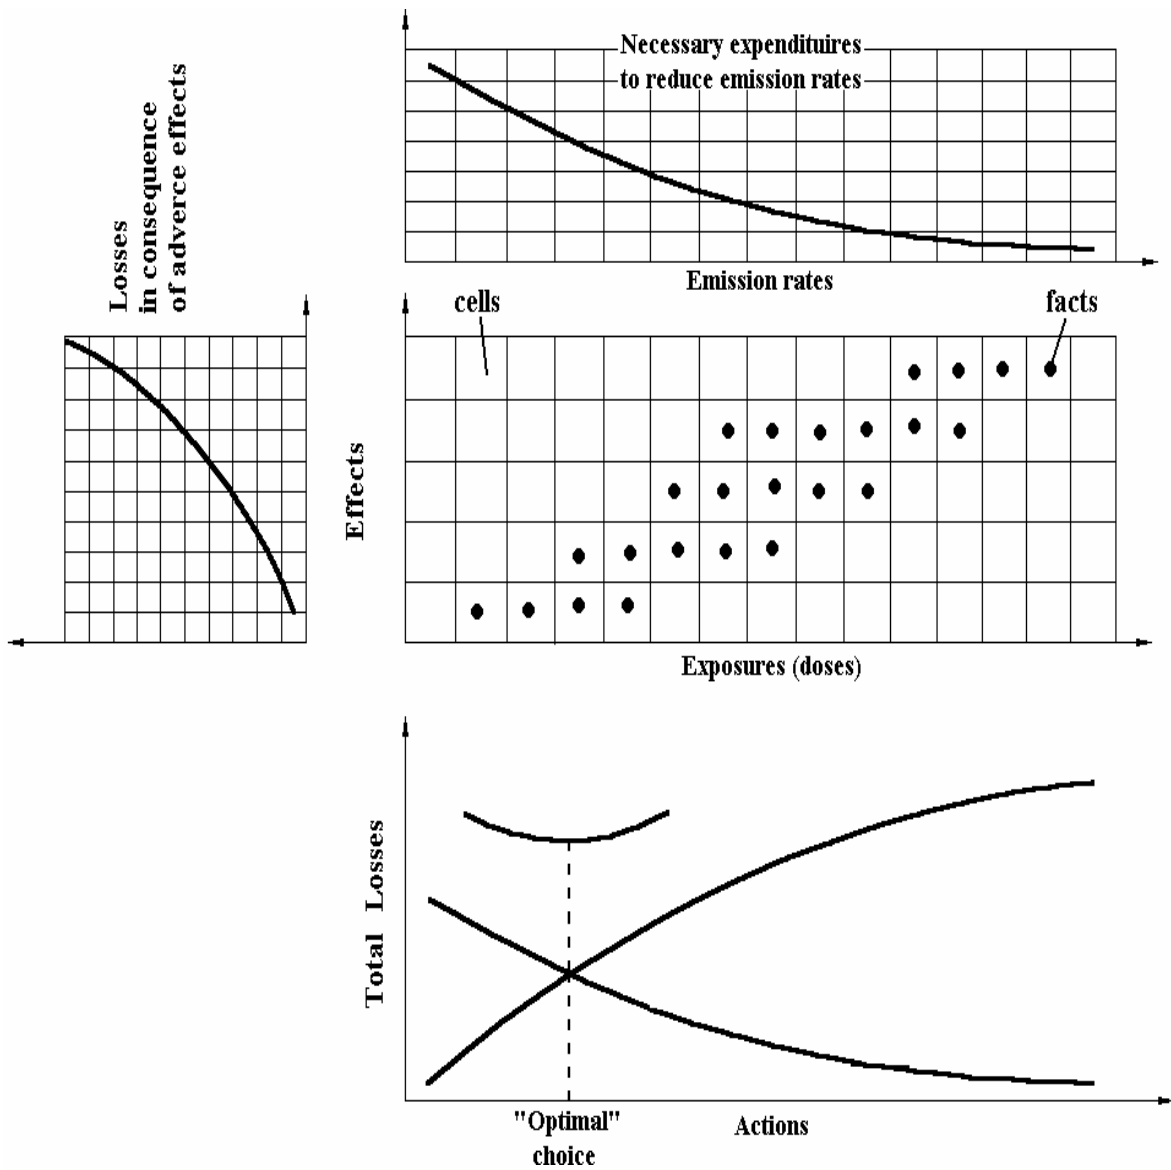 Necessary expendituires
to reduce emission rates
Losses
in consequence
of adverce effects
Emission rates
cells
facts
Effects
Exposures (doses)
Total Losses
"Optimal"
choice
Actions